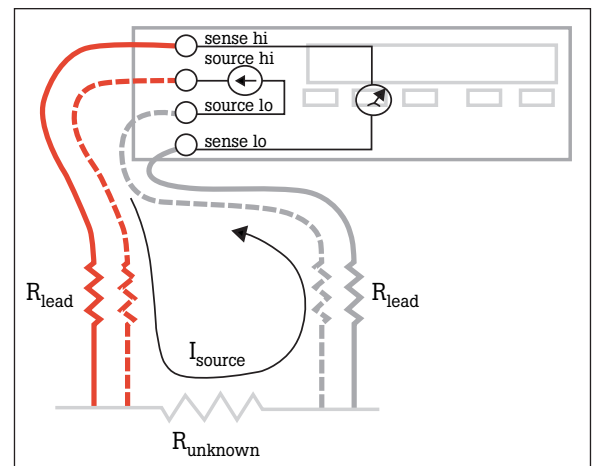 sense hi
source hi
source lo
sense lo
R_lead
R_lead
I_source
R_unknown